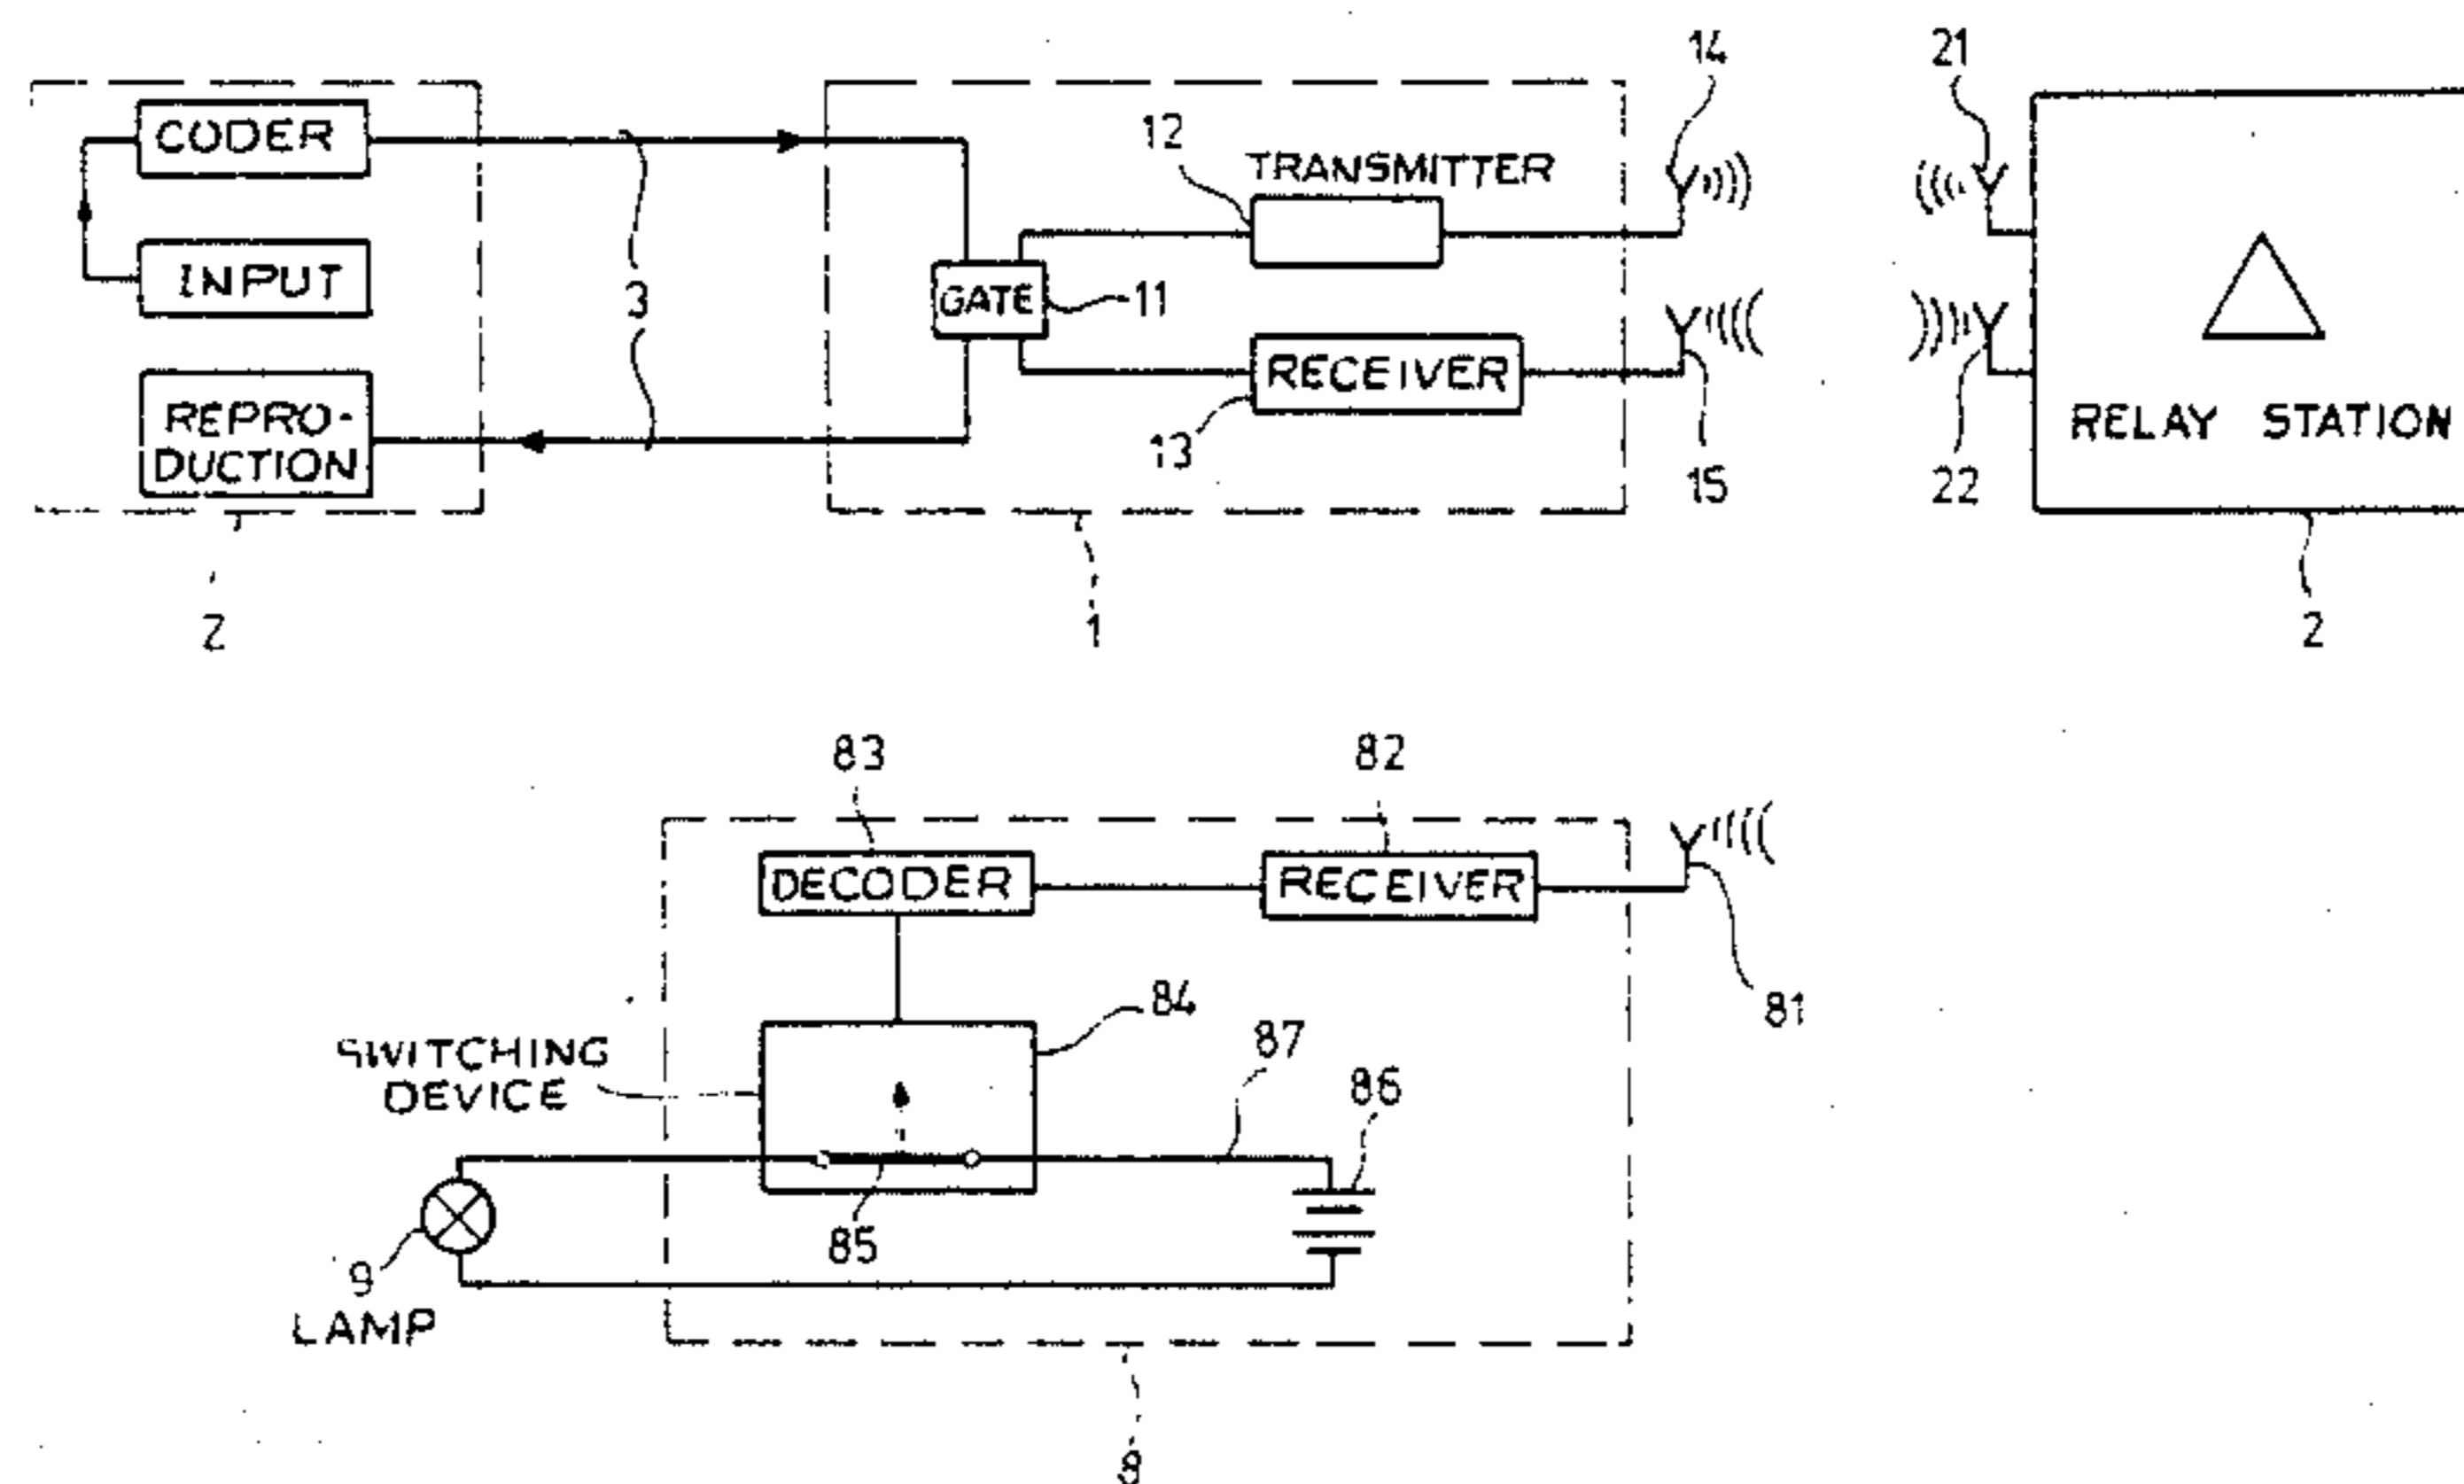 14
21
CODER
12
TRANSMITTER
INPUT
3
GATE
11
RECEIVER
REPRO-
DUCTION
13
15
22
RELAY STATION
2
1
2
83
82
DECODER
RECEIVER
84
81
SWITCHING
DEVICE
87
86
85
9
LAMP
8